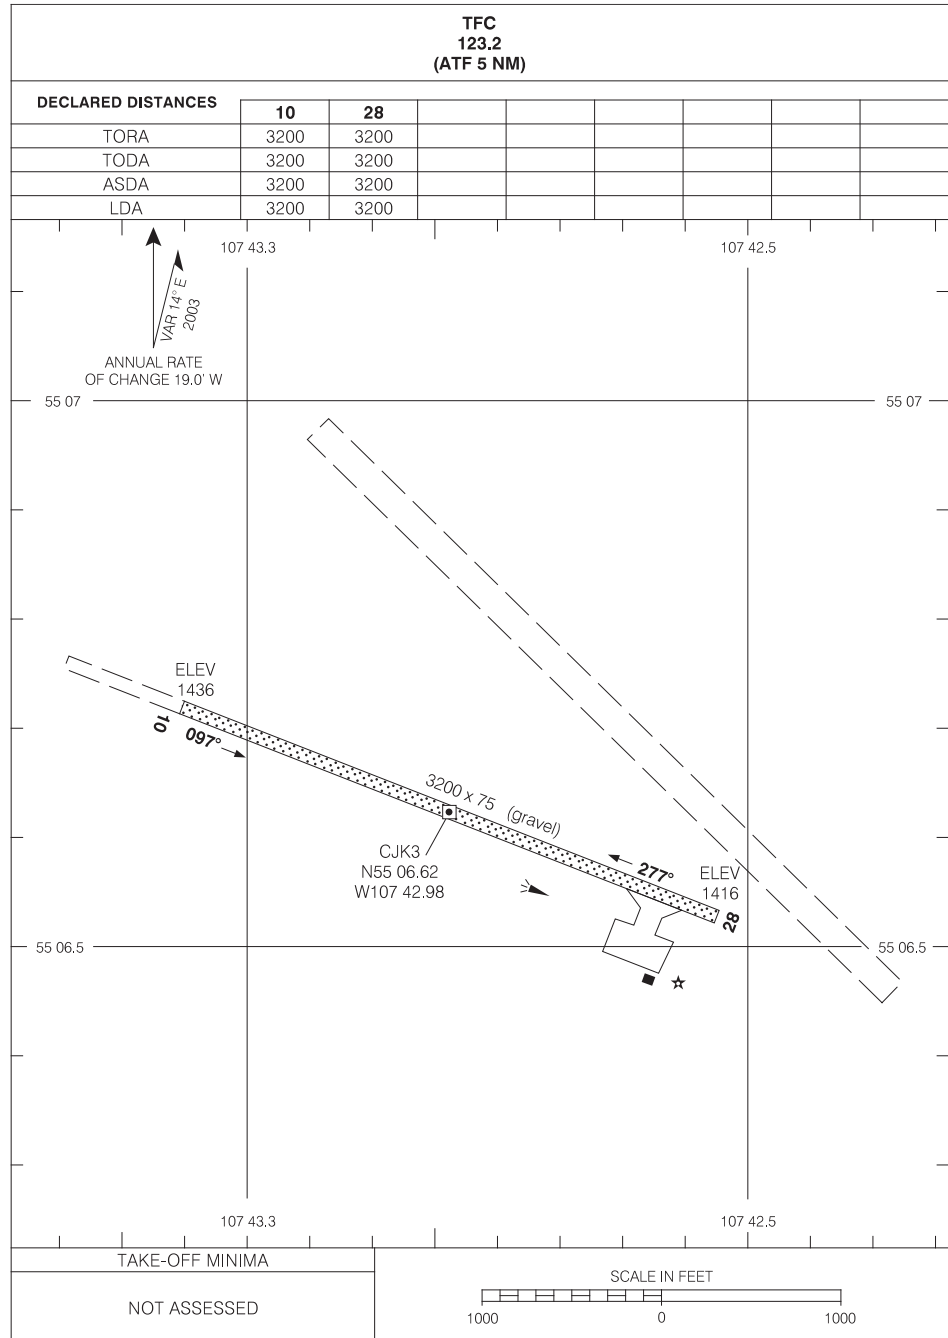 TFC
123.2
(ATF 5 NM)
DECLARED DISTANCES 10 28
TORA 3200 3200
TODA 3200 3200
ASDA 3200 3200
LDA 3200 3200
107 43.3 107 42.5
VAR 14° E
2003
ANNUAL RATE
OF CHANGE 19.0' W
55 07 55 07
ELEV
1436
10
097°
3200 x 75 (gravel)
CJK3
N55 06.62
W107 42.98
277°
ELEV
1416
28
55 06.5 55 06.5
107 43.3 107 42.5
TAKE-OFF MINIMA
NOT ASSESSED
SCALE IN FEET
1000 0 1000